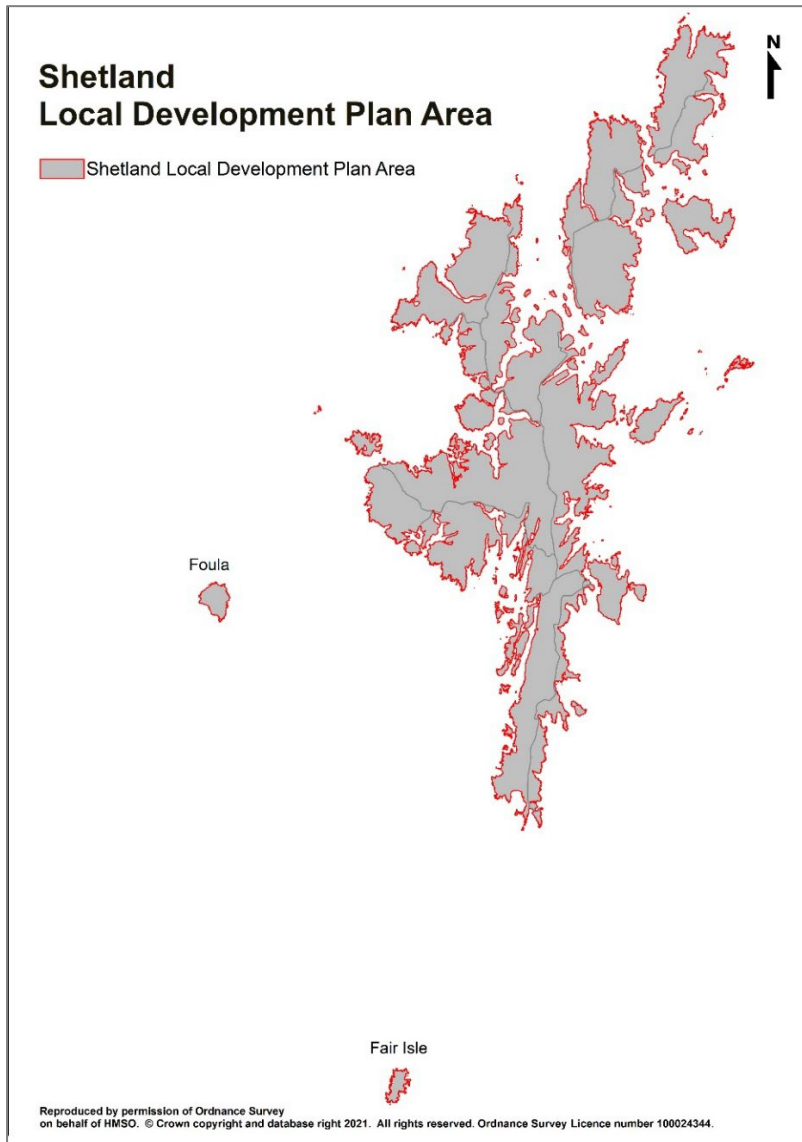 Shetland
Local Development Plan Area
N
Shetland Local Development Plan Area
Foula
Fair Isle
Reproduced by permission of Ordnance Survey
on behalf of HMSO. © Crown copyright and database right 2021. All rights reserved. Ordnance Survey Licence number 100024344.